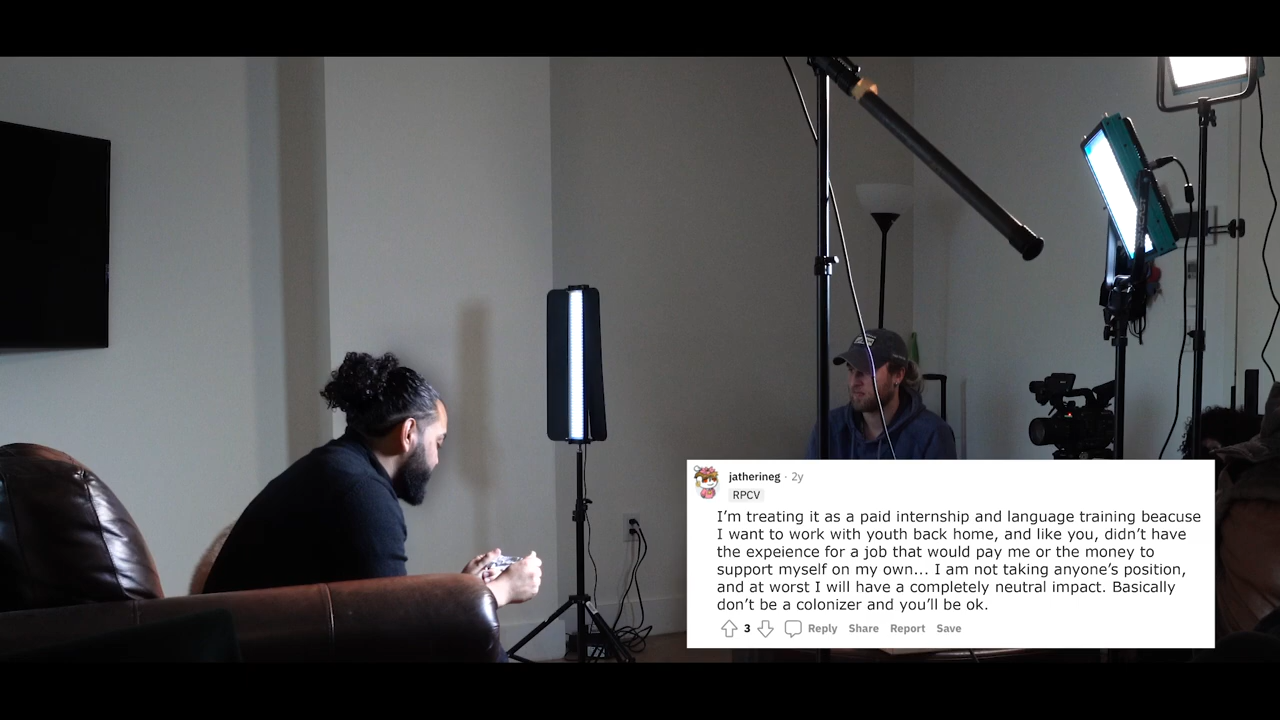 jatherineg · 2y
RPCV
I'm treating it as a paid internship and language training beacuse
I want to work with youth back home, and like you, didn't have
the expeience for a job that would pay me or the money to
support myself on my own... I am not taking anyone's position,
and at worst I will have a completely neutral impact. Basically
don't be a colonizer and you'll be ok.
3 Reply Share Report Save